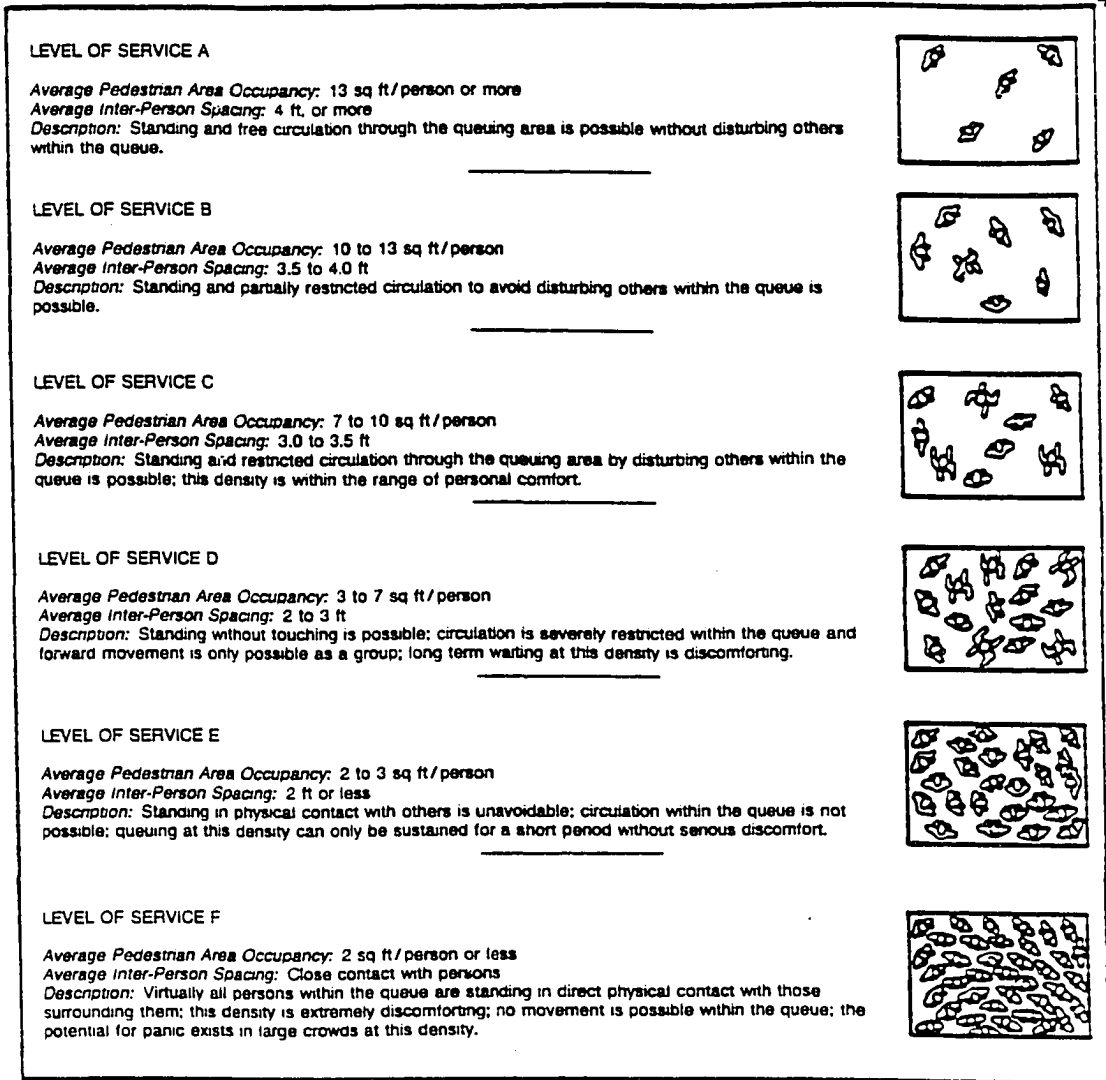 LEVEL OF SERVICE A
Average Pedestrian Area Occupancy: 13 sq ft/person or more
Average Inter-Person Spacing: 4 ft, or more
Description: Standing and free circulation through the queuing area is possible without disturbing others
within the queue.
LEVEL OF SERVICE B
Average Pedestrian Area Occupancy: 10 to 13 sq ft/person
Average Inter-Person Spacing: 3.5 to 4.0 ft
Description: Standing and partially restricted circulation to avoid disturbing others within the queue is
possible.
LEVEL OF SERVICE C
Average Pedestrian Area Occupancy: 7 to 10 sq ft/person
Average Inter-Person Spacing: 3.0 to 3.5 ft
Description: Standing and restricted circulation through the queuing area by disturbing others within the
queue is possible; this density is within the range of personal comfort.
LEVEL OF SERVICE D
Average Pedestrian Area Occupancy: 3 to 7 sq ft/person
Average Inter-Person Spacing: 2 to 3 ft
Description: Standing without touching is possible; circulation is severely restricted within the queue and
forward movement is only possible as a group; long term waiting at this density is discomforting.
LEVEL OF SERVICE E
Average Pedestrian Area Occupancy: 2 to 3 sq ft/person
Average Inter-Person Spacing: 2 ft or less
Description: Standing in physical contact with others is unavoidable; circulation within the queue is not
possible; queuing at this density can only be sustained for a short period without serious discomfort.
LEVEL OF SERVICE F
Average Pedestrian Area Occupancy: 2 sq ft/person or less
Average Inter-Person Spacing: Close contact with persons
Description: Virtually all persons within the queue are standing in direct physical contact with those
surrounding them; this density is extremely discomforting; no movement is possible within the queue; the
potential for panic exists in large crowds at this density.